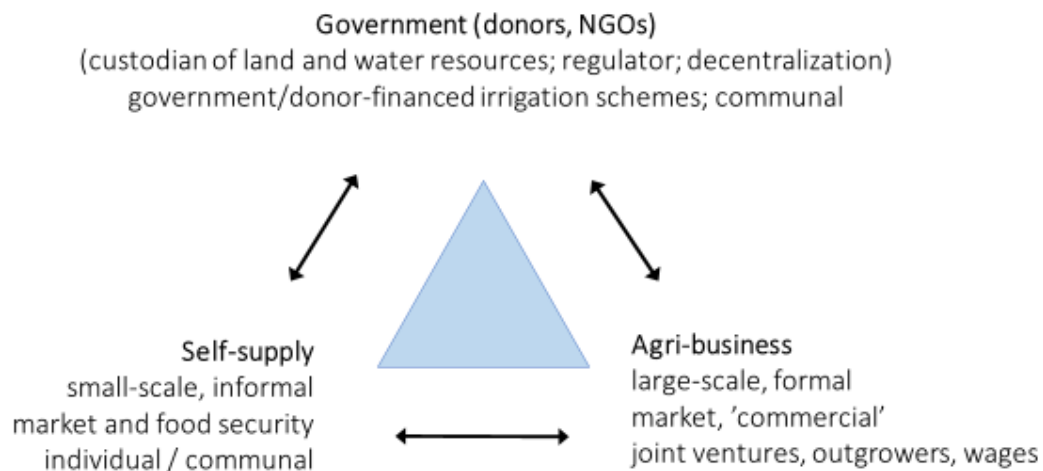 Government (donors, NGOs)
(custodian of land and water resources; regulator; decentralization)
government/donor-financed irrigation schemes; communal
Self-supply
small-scale, informal
market and food security
individual / communal
Agri-business
large-scale, formal
market, ’commercial’
joint ventures, outgrowers, wages